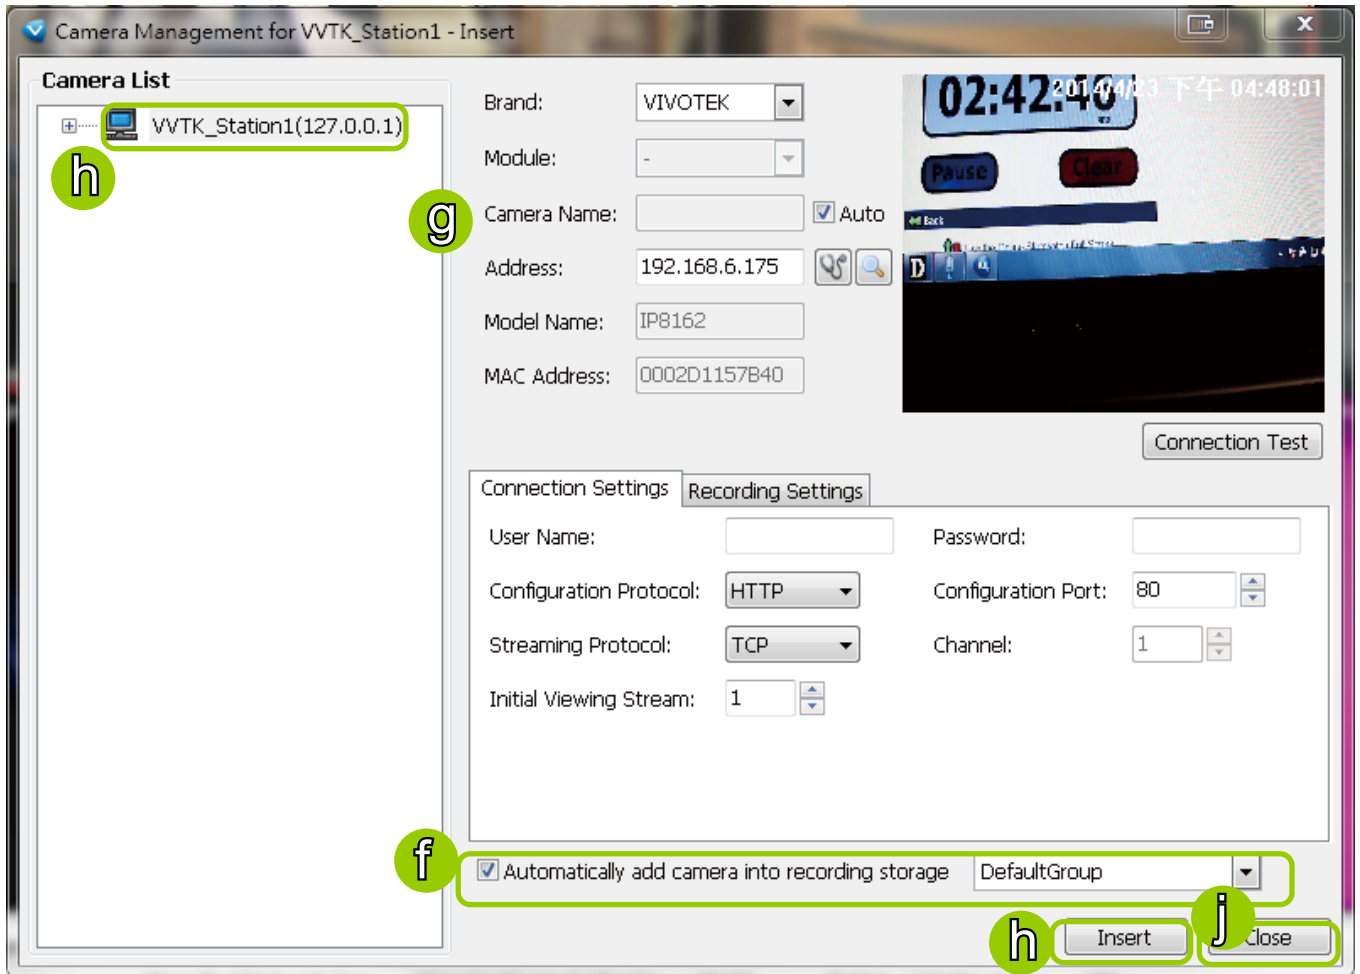 Camera Management for VVTK_Station1 - Insert
X
Camera List
VVTK_Station1(127.0.0.1)
h
g
Brand: VIVOTEK
Module: -
Camera Name: Auto
Address: 192.168.6.175
Model Name: IP8162
MAC Address: 0002D1157B40
02:42:46
2014/4/23 下午 04:48:01
Pause Clear
Back
D
Connection Test
Connection Settings Recording Settings
User Name: Password:
Configuration Protocol: HTTP Configuration Port: 80
Streaming Protocol: TCP Channel: 1
Initial Viewing Stream: 1
f
Automatically add camera into recording storage DefaultGroup
h
Insert
j
Close